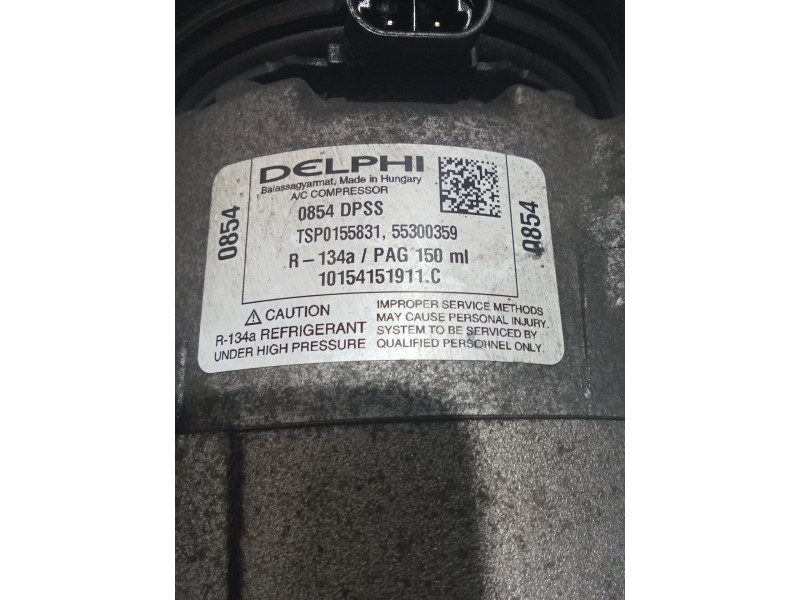 DELPHI
Balassagyarmat, Made in Hungary
A/C COMPRESSOR
0854
0854 DPSS
0854
TSP0155831, 55300359
R-134a / PAG 150 ml
10154151911.C
⚠ CAUTION
R-134a REFRIGERANT
UNDER HIGH PRESSURE
IMPROPER SERVICE METHODS
MAY CAUSE PERSONAL INJURY.
SYSTEM TO BE SERVICED BY
QUALIFIED PERSONNEL ONLY.